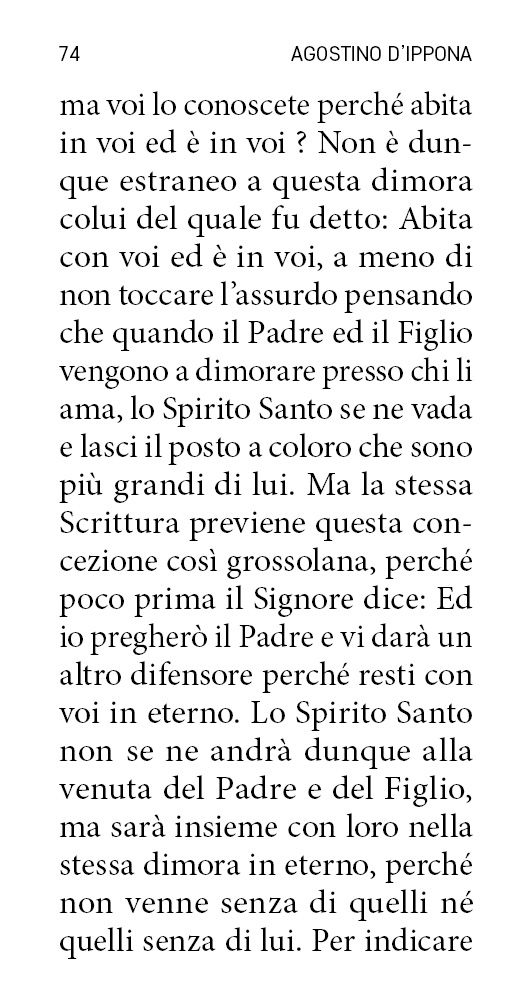 74 AGOSTINO D'IPPONA
ma voi lo conoscete perché abita
in voi ed è in voi ? Non è dun-
que estraneo a questa dimora
colui del quale fu detto: Abita
con voi ed è in voi, a meno di
non toccare l'assurdo pensando
che quando il Padre ed il Figlio
vengono a dimorare presso chi li
ama, lo Spirito Santo se ne vada
e lasci il posto a coloro che sono
più grandi di lui. Ma la stessa
Scrittura previene questa con-
cezione così grossolana, perché
poco prima il Signore dice: Ed
io pregherò il Padre e vi darà un
altro difensore perché resti con
voi in eterno. Lo Spirito Santo
non se ne andrà dunque alla
venuta del Padre e del Figlio,
ma sarà insieme con loro nella
stessa dimora in eterno, perché
non venne senza di quelli né
quelli senza di lui. Per indicare